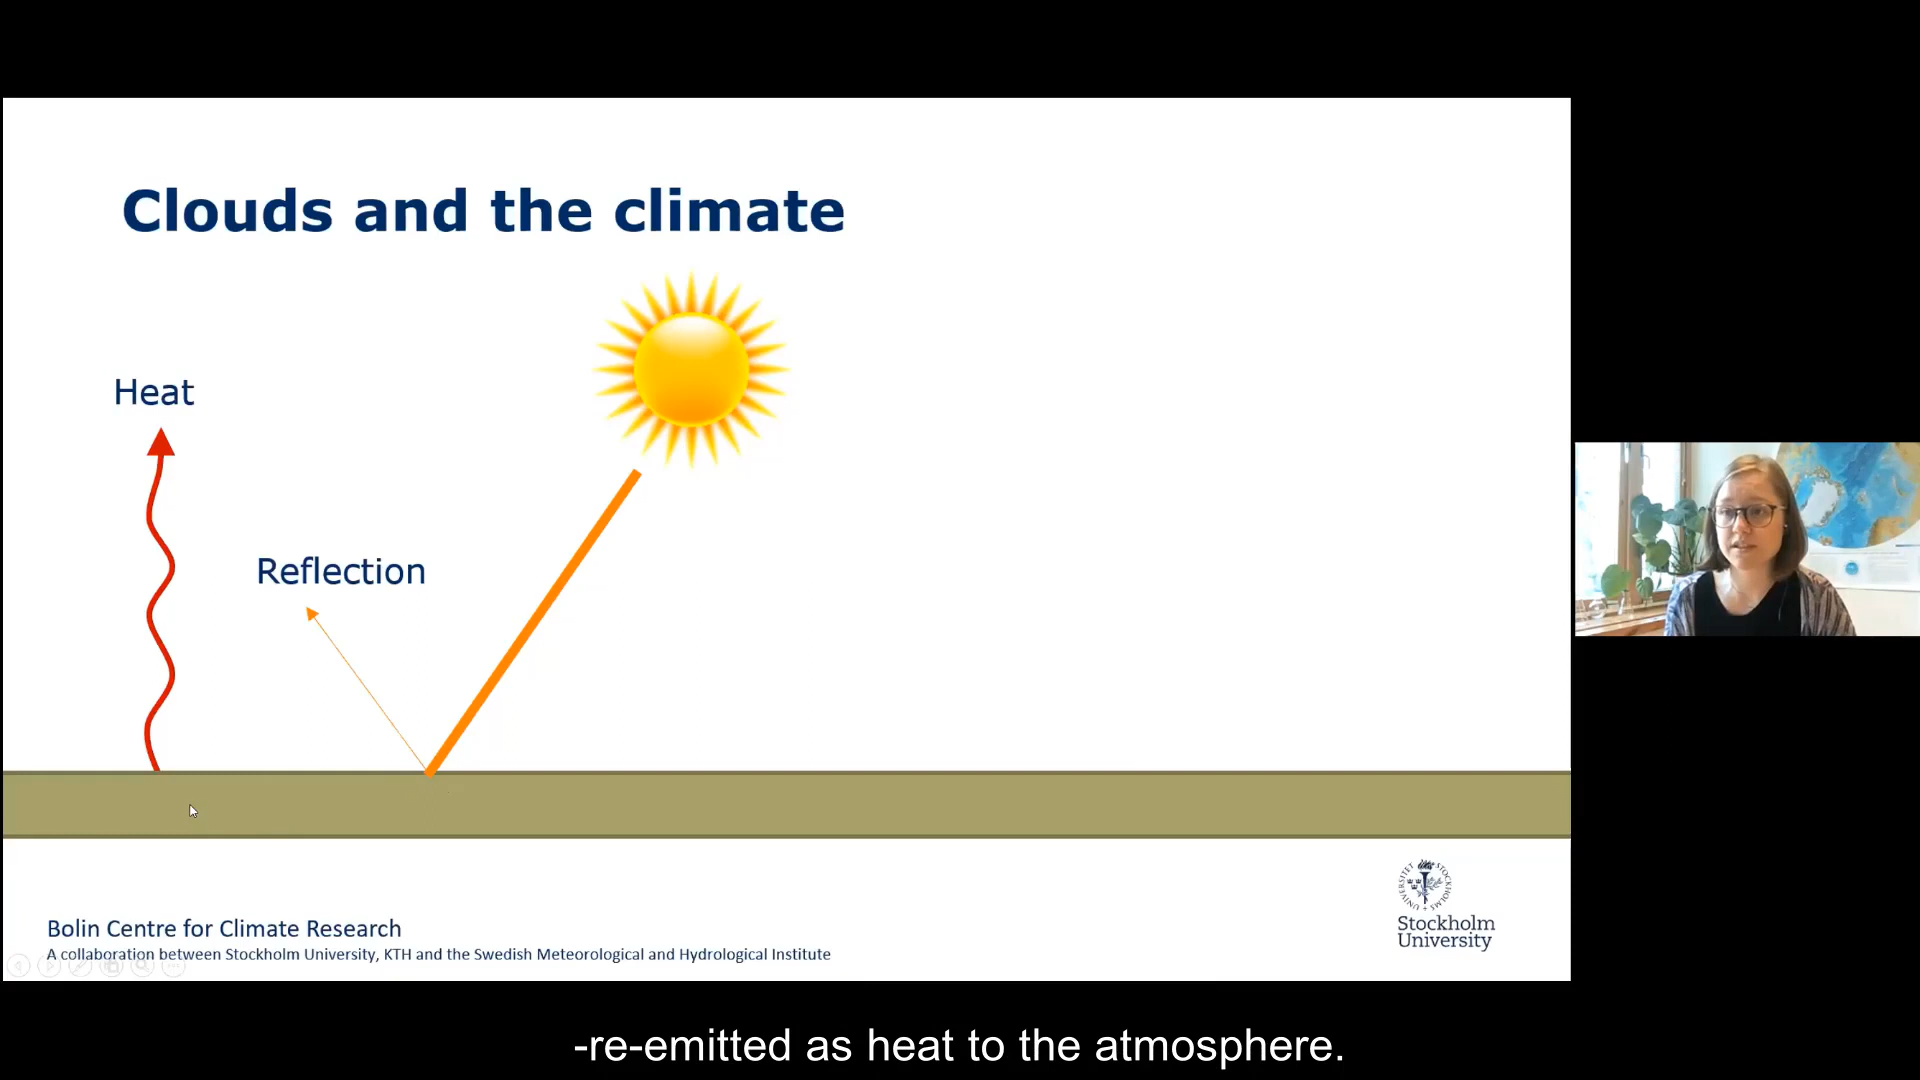 Clouds and the climate
Heat
Reflection
Bolin Centre for Climate Research
A collaboration between Stockholm University, KTH and the Swedish Meteorological and Hydrological Institute
Stockholm
University
-re-emitted as heat to the atmosphere.